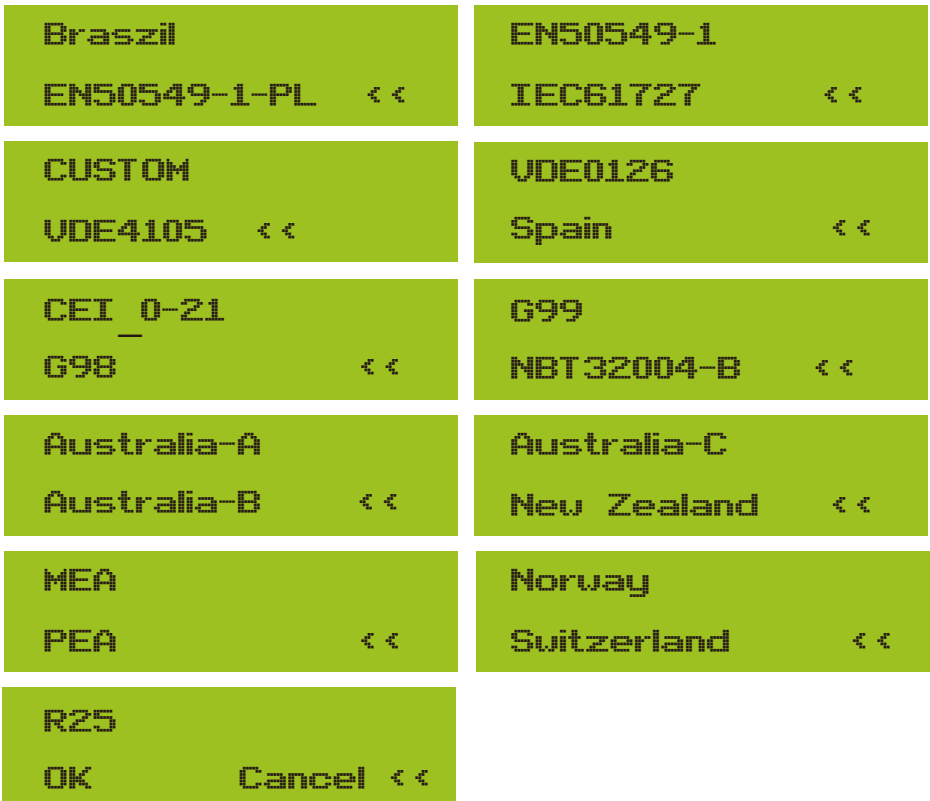 Braszil
EN50549-1-PL <<
EN50549-1
IEC61727 <<
CUSTOM
VDE4105 <<
VDE0126
Spain <<
CEI_0-21
G98 <<
G99
NBT32004-B <<
Australia-A
Australia-B <<
Australia-C
New Zealand <<
MEA
PEA <<
Norway
Switzerland <<
R25
OK Cancel <<